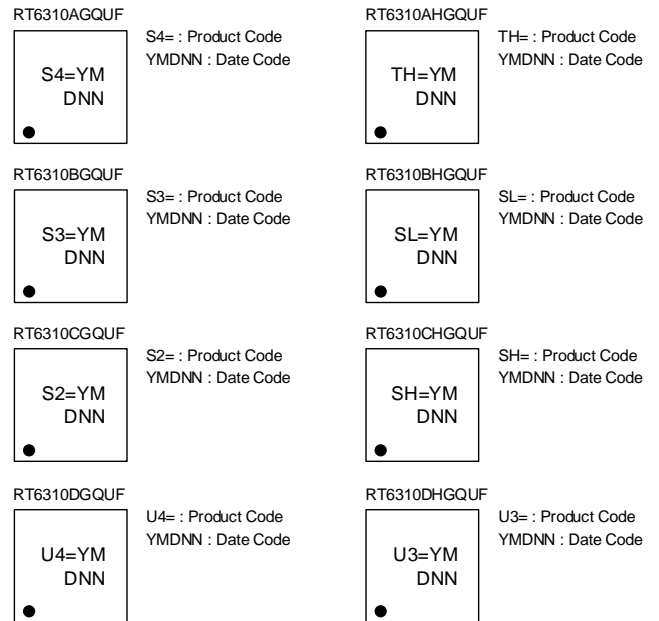 RT6310AGQUF
S4= : Product Code
YMDNN : Date Code
S4=YM
DNN
RT6310AHGQUF
TH= : Product Code
YMDNN : Date Code
TH=YM
DNN
RT6310BGQUF
S3= : Product Code
YMDNN : Date Code
S3=YM
DNN
RT6310BHGQUF
SL= : Product Code
YMDNN : Date Code
SL=YM
DNN
RT6310CGQUF
S2= : Product Code
YMDNN : Date Code
S2=YM
DNN
RT6310CHGQUF
SH= : Product Code
YMDNN : Date Code
SH=YM
DNN
RT6310DGQUF
U4= : Product Code
YMDNN : Date Code
U4=YM
DNN
RT6310DHGQUF
U3= : Product Code
YMDNN : Date Code
U3=YM
DNN